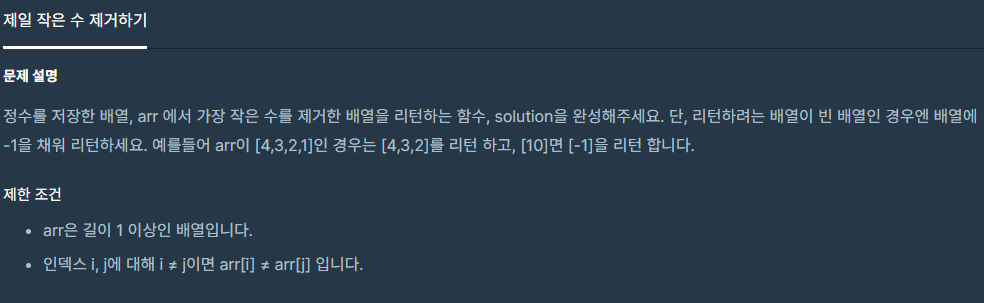 제일 작은 수 제거하기
문제 설명
정수를 저장한 배열, arr 에서 가장 작은 수를 제거한 배열을 리턴하는 함수, solution을 완성해주세요. 단, 리턴하려는 배열이 빈 배열인 경우엔 배열에
-1을 채워 리턴하세요. 예를들어 arr이 [4,3,2,1]인 경우는 [4,3,2]를 리턴 하고, [10]면 [-1]을 리턴 합니다.
제한 조건
• arr은 길이 1 이상인 배열입니다.
• 인덱스 i, j에 대해 i ≠ j이면 arr[i] ≠ arr[j] 입니다.